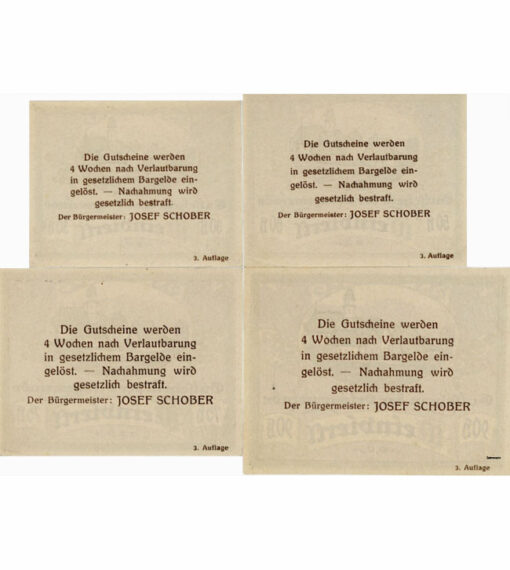 Die Gutscheine werden
4 Wochen nach Verlautbarung
in gesetzlichem Bargelde ein-
gelöst. — Nachahmung wird
gesetzlich bestraft.
Der Bürgermeister: JOSEF SCHOBER
3. Auflage
Die Gutscheine werden
4 Wochen nach Verlautbarung
in gesetzlichem Bargelde ein-
gelöst. — Nachahmung wird
gesetzlich bestraft.
Der Bürgermeister: JOSEF SCHOBER
3. Auflage
Die Gutscheine werden
4 Wochen nach Verlautbarung
in gesetzlichem Bargelde ein-
gelöst. — Nachahmung wird
gesetzlich bestraft.
Der Bürgermeister: JOSEF SCHOBER
3. Auflage
Die Gutscheine werden
4 Wochen nach Verlautbarung
in gesetzlichem Bargelde ein-
gelöst. — Nachahmung wird
gesetzlich bestraft.
Der Bürgermeister: JOSEF SCHOBER
3. Auflage